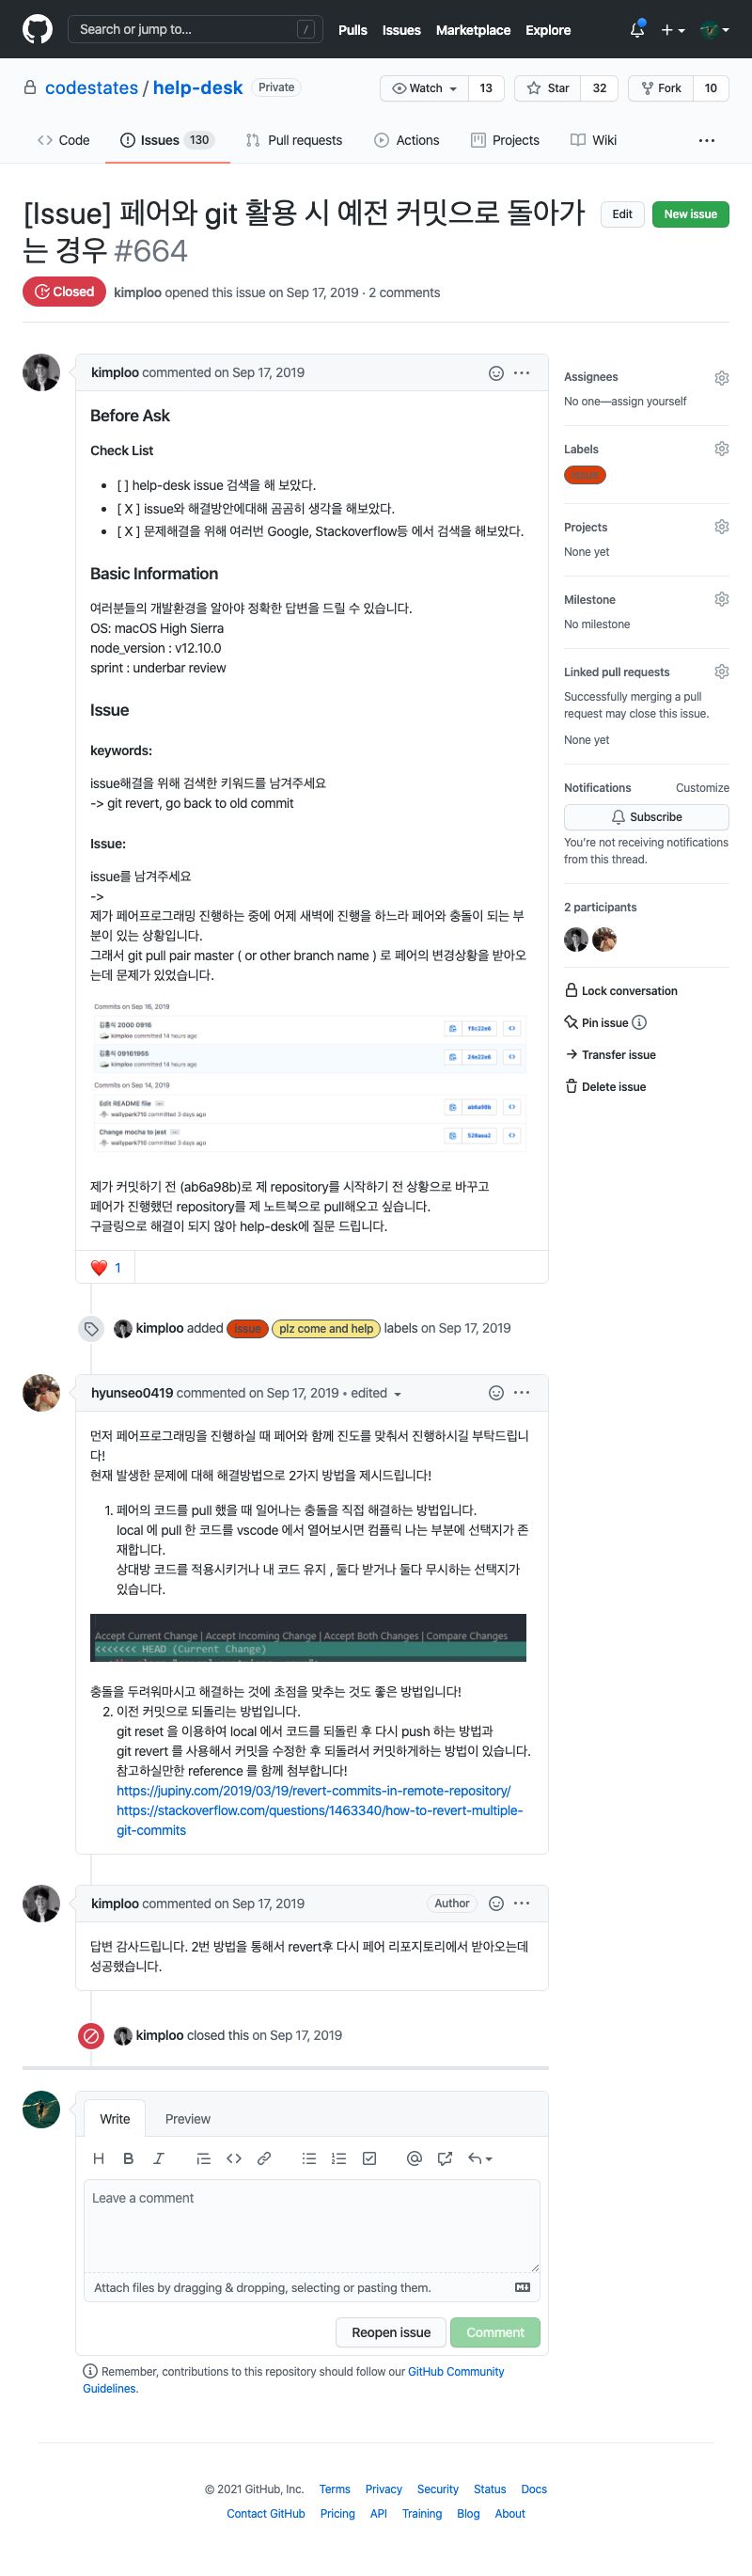 Search or jump to...
/
Pulls Issues Marketplace Explore
codestates / help-desk Private
Watch 13
Star 32
Fork 10
Code
Issues 130
Pull requests
Actions
Projects
Wiki
[Issue] 페어와 git 활용 시 예전 커밋으로 돌아가
는 경우 #664
Edit
New issue
Closed
kimploo opened this issue on Sep 17, 2019 · 2 comments
kimploo commented on Sep 17, 2019
Before Ask
Check List
• [ ] help-desk issue 검색을 해 보았다.
• [ X ] issue와 해결방안에대해 곰곰히 생각을 해보았다.
• [ X ] 문제해결을 위해 여러번 Google, Stackoverflow등 에서 검색을 해보았다.
Basic Information
여러분들의 개발환경을 알아야 정확한 답변을 드릴 수 있습니다.
OS: macOS High Sierra
node_version : v12.10.0
sprint : underbar review
Issue
keywords:
issue해결을 위해 검색한 키워드를 남겨주세요
-> git revert, go back to old commit
Issue:
issue를 남겨주세요
->
제가 페어프로그래밍 진행하는 중에 어제 새벽에 진행을 하느라 페어와 충돌이 되는 부
분이 있는 상황입니다.
그래서 git pull pair master ( or other branch name ) 로 페어의 변경상황을 받아오
는데 문제가 있었습니다.
Commits on Sep 16, 2019
김홍식 2000 0916
kimploo committed 14 hours ago
f8c22e6
김홍식 09161955
kimploo committed 14 hours ago
24e22e6
Commits on Sep 14, 2019
Edit README file
wallypark710 committed 3 days ago
ab6a98b
Change mocha to jest
wallypark710 committed 3 days ago
제가 커밋하기 전 (ab6a98b)로 제 repository를 시작하기 전 상황으로 바꾸고
페어가 진행했던 repository를 제 노트북으로 pull해오고 싶습니다.
구글링으로 해결이 되지 않아 help-desk에 질문 드립니다.
1
kimploo added issue plz come and help labels on Sep 17, 2019
hyunseo0419 commented on Sep 17, 2019 • edited
먼저 페어프로그래밍을 진행하실 때 페어와 함께 진도를 맞춰서 진행하시길 부탁드립니
다!
현재 발생한 문제에 대해 해결방법으로 2가지 방법을 제시드립니다!
1. 페어의 코드를 pull 했을 때 일어나는 충돌을 직접 해결하는 방법입니다.
local 에 pull 한 코드를 vscode 에서 열어보시면 컴플릭 나는 부분에 선택지가 존
재합니다.
상대방 코드를 적용시키거나 내 코드 유지 , 둘다 받거나 둘다 무시하는 선택지가
있습니다.
Accept Current Change | Accept Incoming Change | Accept Both Changes | Compare Changes
<<<<<<< HEAD (Current Change)
충돌을 두려워마시고 해결하는 것에 초점을 맞추는 것도 좋은 방법입니다!
2. 이전 커밋으로 되돌리는 방법입니다.
git reset 을 이용하여 local 에서 코드를 되돌린 후 다시 push 하는 방법과
git revert 를 사용해서 커밋을 수정한 후 되돌려서 커밋하게하는 방법이 있습니다.
참고하실만한 reference 를 함께 첨부합니다!
https://jupiny.com/2019/03/19/revert-commits-in-remote-repository/
https://stackoverflow.com/questions/1463340/how-to-revert-multiple-
git-commits
kimploo commented on Sep 17, 2019
Author
답변 감사드립니다. 2번 방법을 통해서 revert후 다시 페어 리포지토리에서 받아오는데
성공했습니다.
kimploo closed this on Sep 17, 2019
Assignees
No one—assign yourself
Labels
issue
Projects
None yet
Milestone
No milestone
Linked pull requests
Successfully merging a pull
request may close this issue.
None yet
Notifications
Customize
Subscribe
You're not receiving notifications
from this thread.
2 participants
Lock conversation
Pin issue
Transfer issue
Delete issue
Write
Preview
Leave a comment
Attach files by dragging & dropping, selecting or pasting them.
Reopen issue
Comment
Remember, contributions to this repository should follow our GitHub Community
Guidelines.
© 2021 GitHub, Inc. Terms Privacy Security Status Docs
Contact GitHub Pricing API Training Blog About